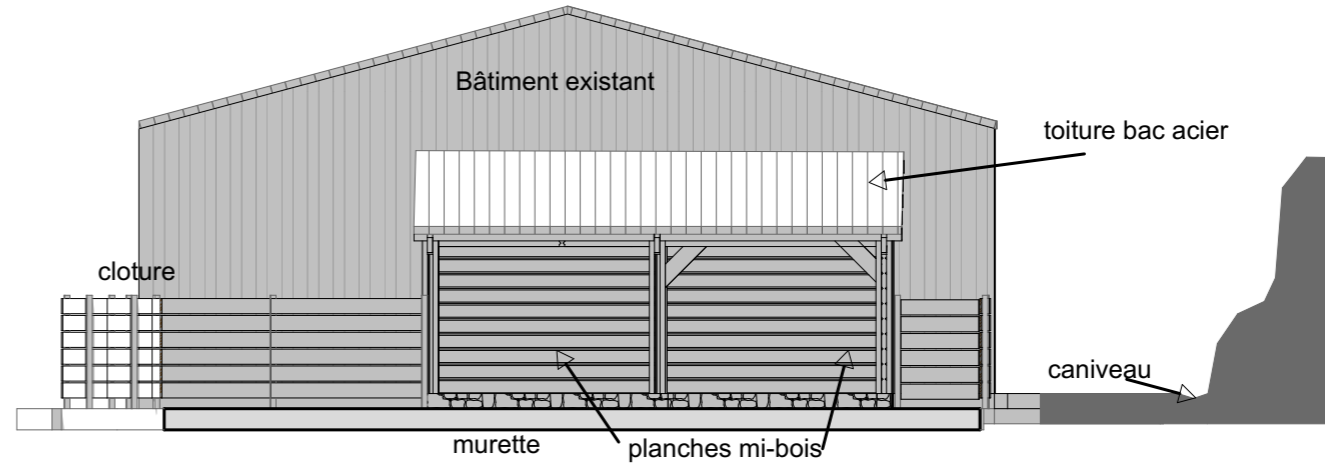 Bâtiment existant
toiture bac acier
cloture
caniveau
murette
planches mi-bois